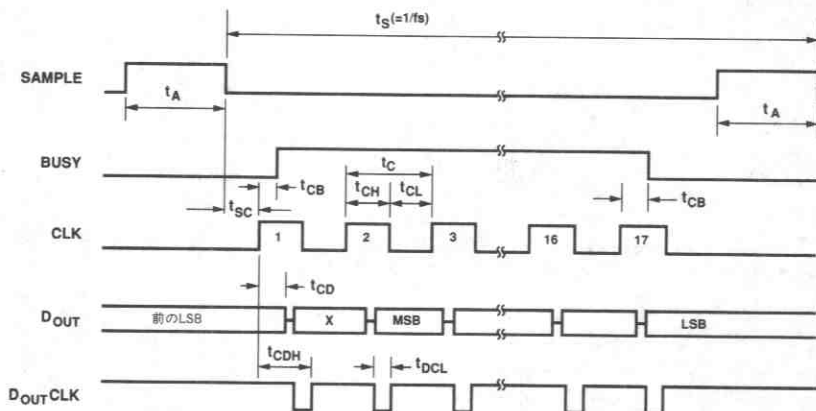 tS(=1/fs)
SAMPLE
tA
tA
BUSY
tC
tCB
tCH
tCL
tSC
tCB
CLK
1
2
3
16
17
tCD
DOUT
前のLSB
X
MSB
LSB
tCDH
tDCL
DOUTCLK